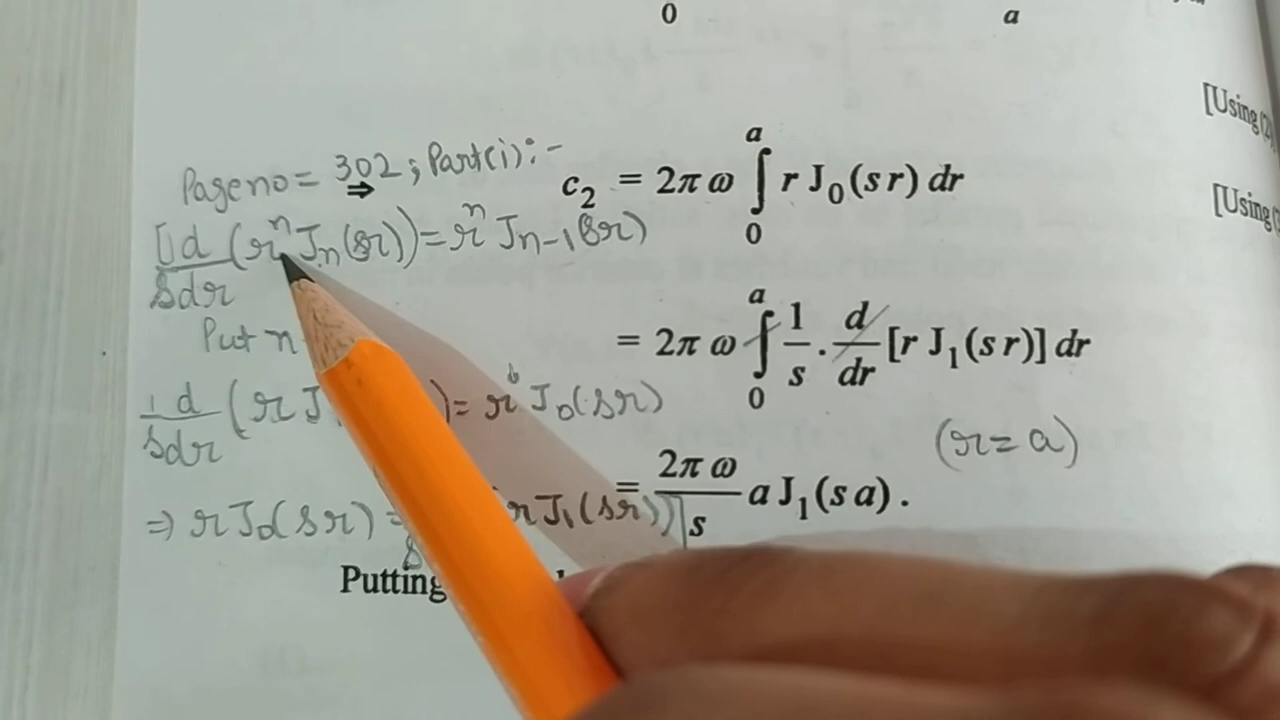 0 a
[Using (2)
Page no = 302 ; Part(i) :-
⇒ c₂ = 2π ω ∫₀ᵃ r J₀(s r) dr
[Using (
[1 d/sdr (rⁿ Jₙ(sr)) = rⁿ Jₙ₋₁(sr)
Put n
= 2π ω ∫₀ᵃ 1/s . d/dr [r J₁(s r)] dr
1/s d/dr (r J ) = r J₀(sr)
(r = a)
= 2π ω/s a J₁(s a) .
⇒ r J₀(sr) = r J₁(sr))]
Putting